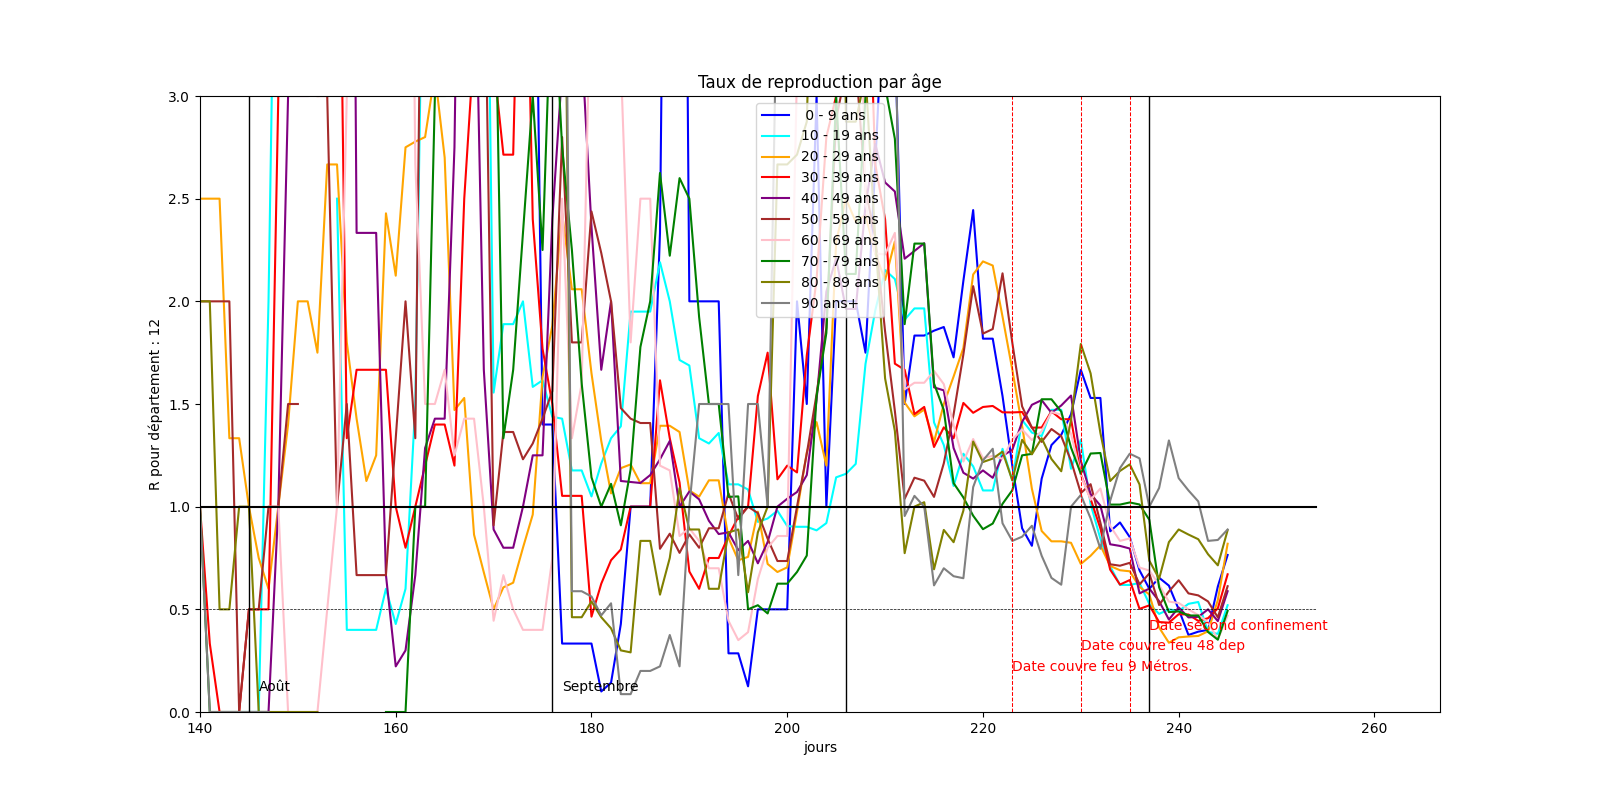 Taux de reproduction par âge
R pour département : 12
3.0
2.5
2.0
1.5
1.0
0.5
0.0
0 - 9 ans
10 - 19 ans
20 - 29 ans
30 - 39 ans
40 - 49 ans
50 - 59 ans
60 - 69 ans
70 - 79 ans
80 - 89 ans
90 ans+
Date second confinement
Date couvre feu 48 dep
Date couvre feu 9 Métros.
Août
Septembre
140
160
180
200
220
240
260
jours